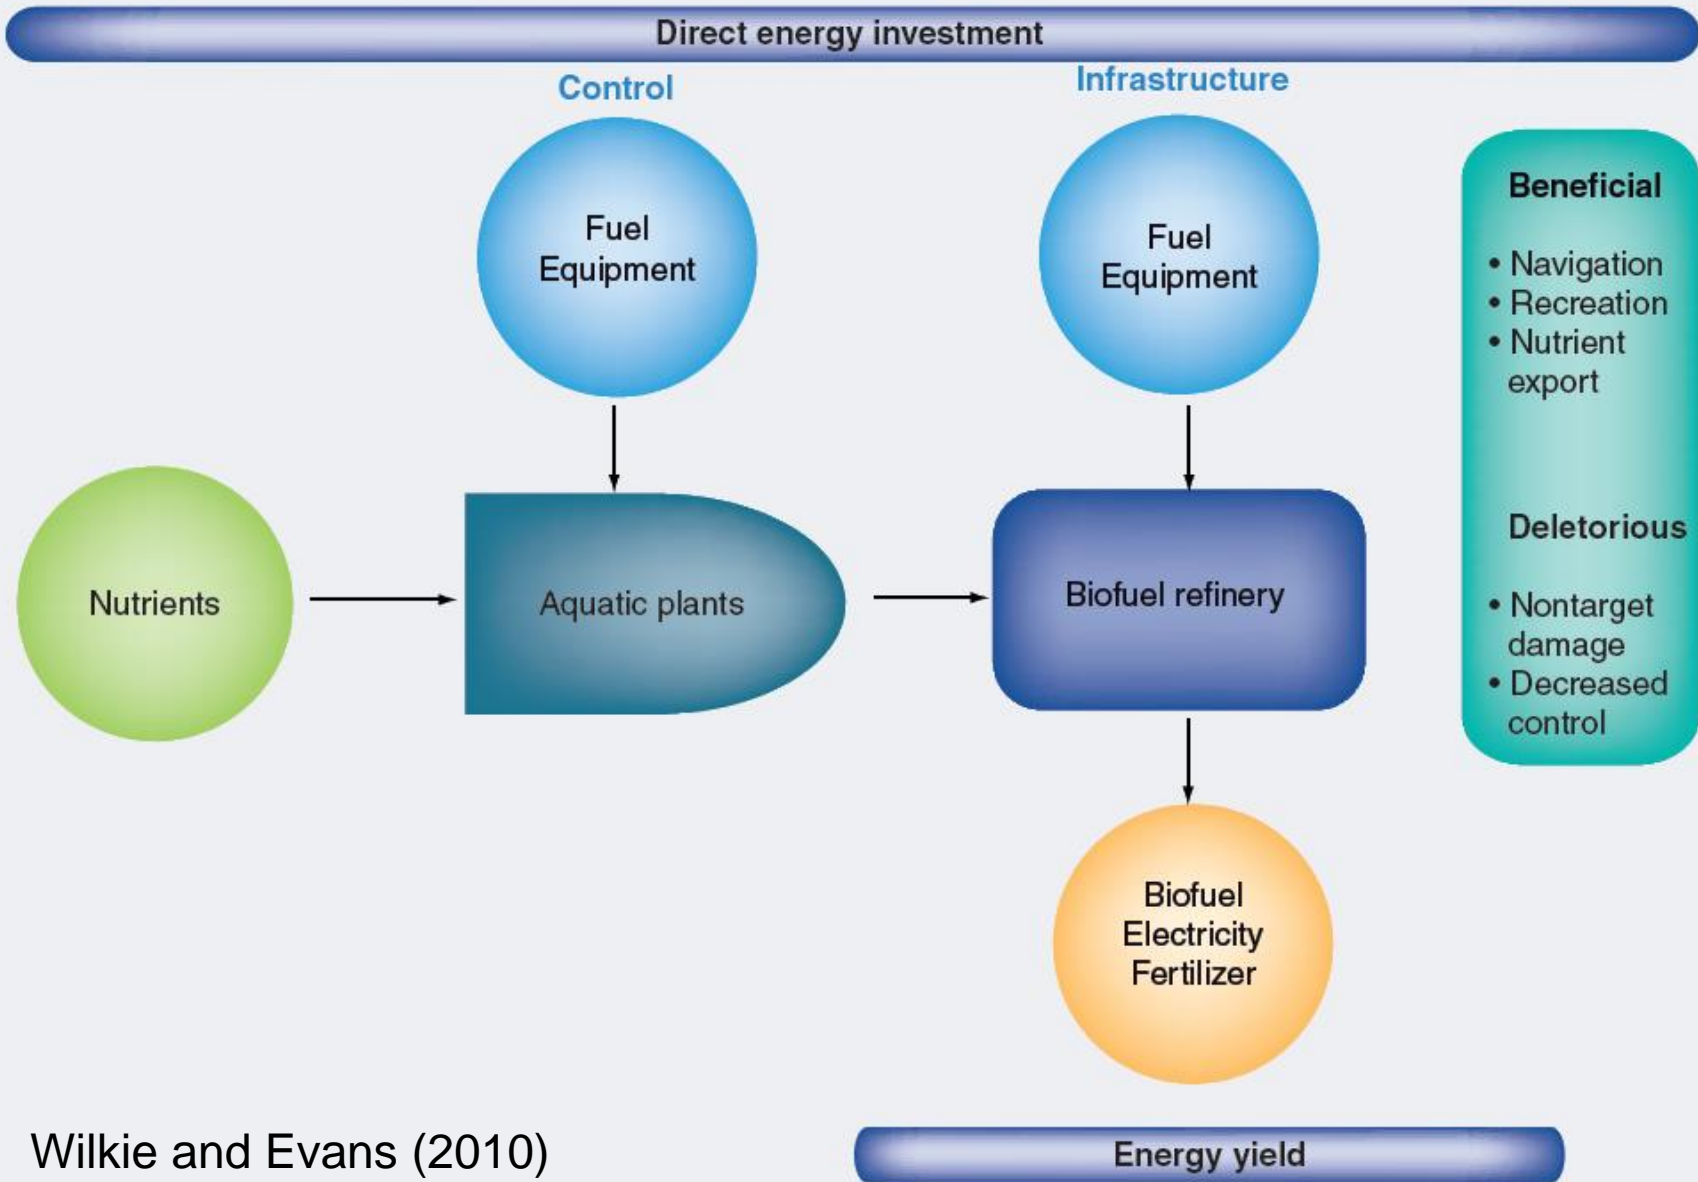 Direct energy investment
Control
Infrastructure
Fuel
Equipment
Fuel
Equipment
Nutrients
Aquatic plants
Biofuel refinery
Biofuel
Electricity
Fertilizer
Beneficial
• Navigation
• Recreation
• Nutrient
export
Deletorious
• Nontarget
damage
• Decreased
control
Wilkie and Evans (2010)
Energy yield